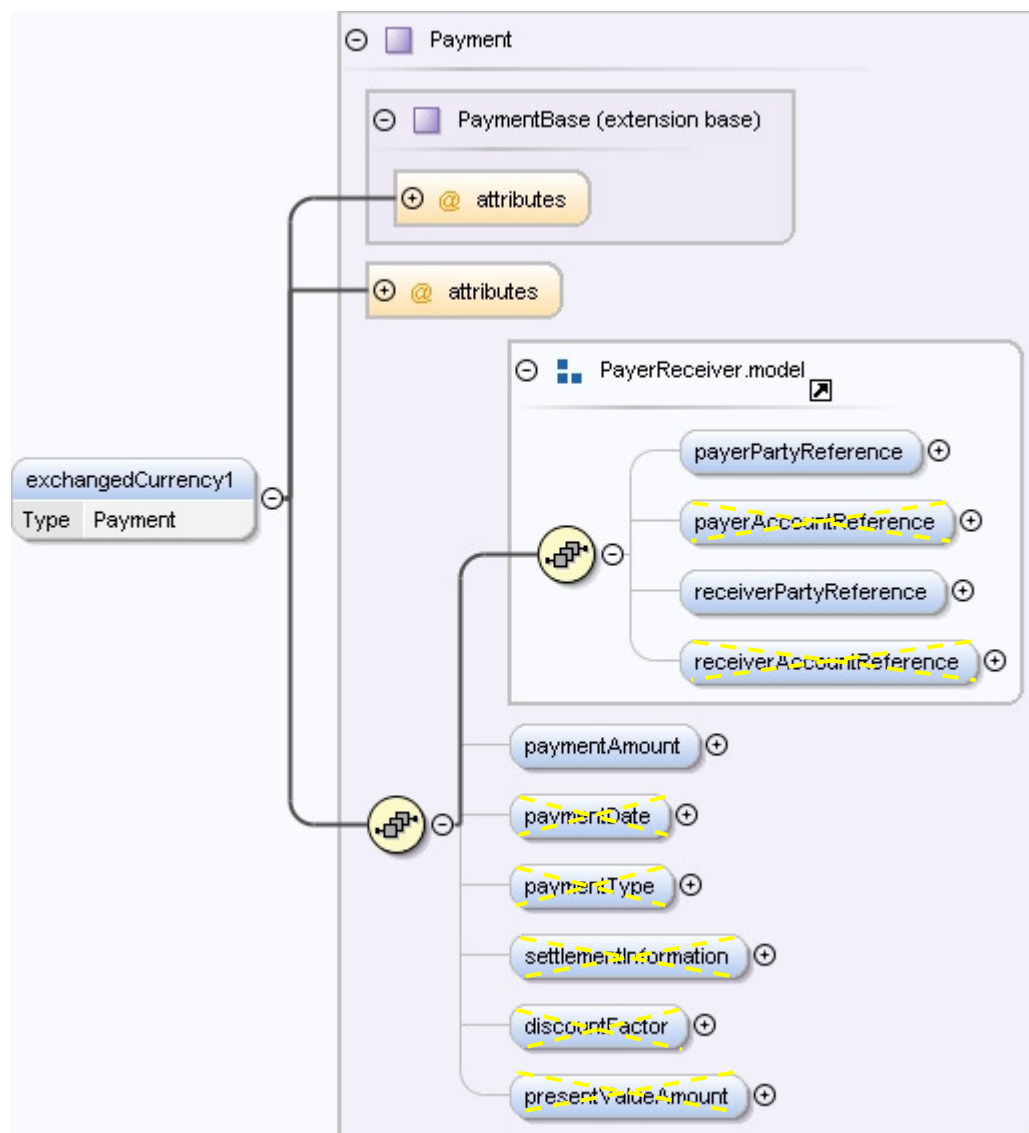 Payment
PaymentBase (extension base)
@ attributes
@ attributes
PayerReceiver.model
payerPartyReference
exchangedCurrency1
Type Payment
payerAccountReference
receiverPartyReference
receiverAccountReference
paymentAmount
paymentDate
paymentType
settlementInformation
discountFactor
presentValueAmount